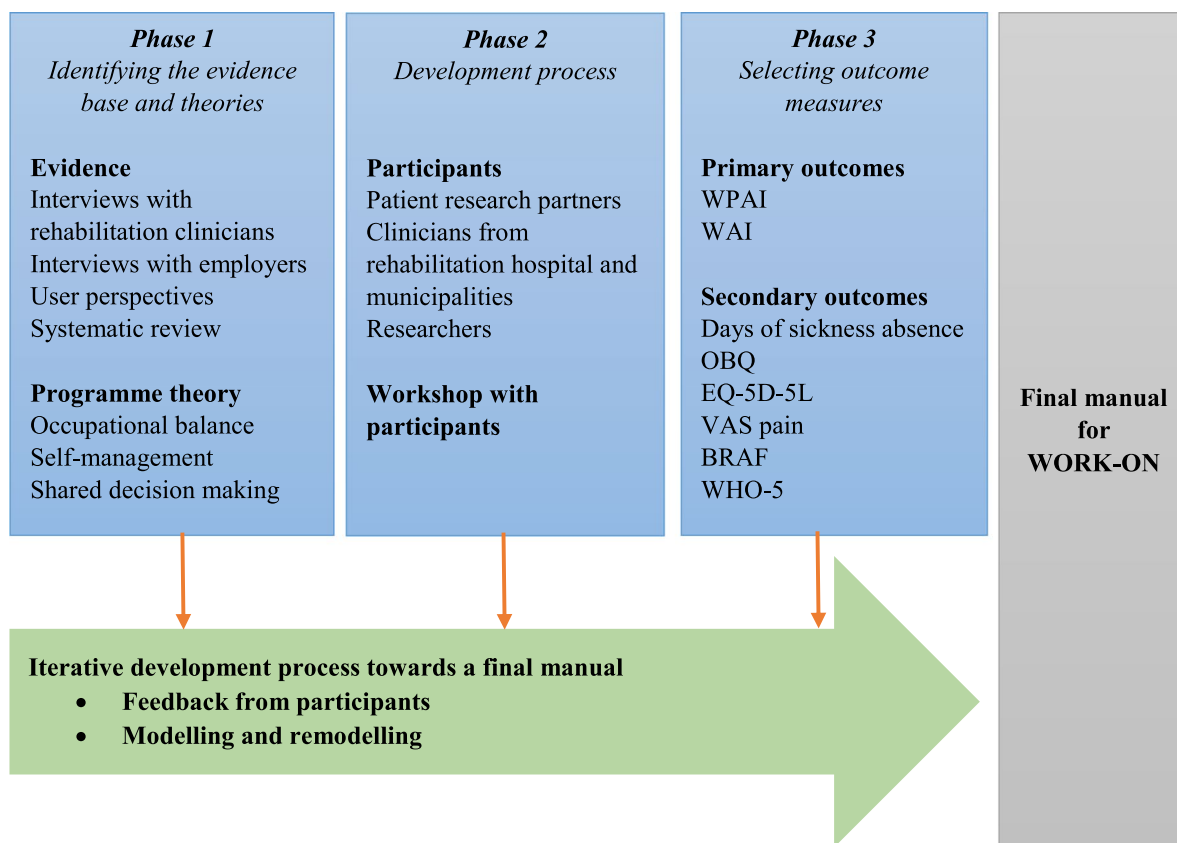 Phase 1
Identifying the evidence
base and theories
Evidence
Interviews with
rehabilitation clinicians
Interviews with employers
User perspectives
Systematic review
Programme theory
Occupational balance
Self-management
Shared decision making
Phase 2
Development process
Participants
Patient research partners
Clinicians from
rehabilitation hospital and
municipalities
Researchers
Workshop with
participants
Phase 3
Selecting outcome
measures
Primary outcomes
WPAI
WAI
Secondary outcomes
Days of sickness absence
OBQ
EQ-5D-5L
VAS pain
BRAF
WHO-5
Final manual
for
WORK-ON
Iterative development process towards a final manual
• Feedback from participants
• Modelling and remodelling